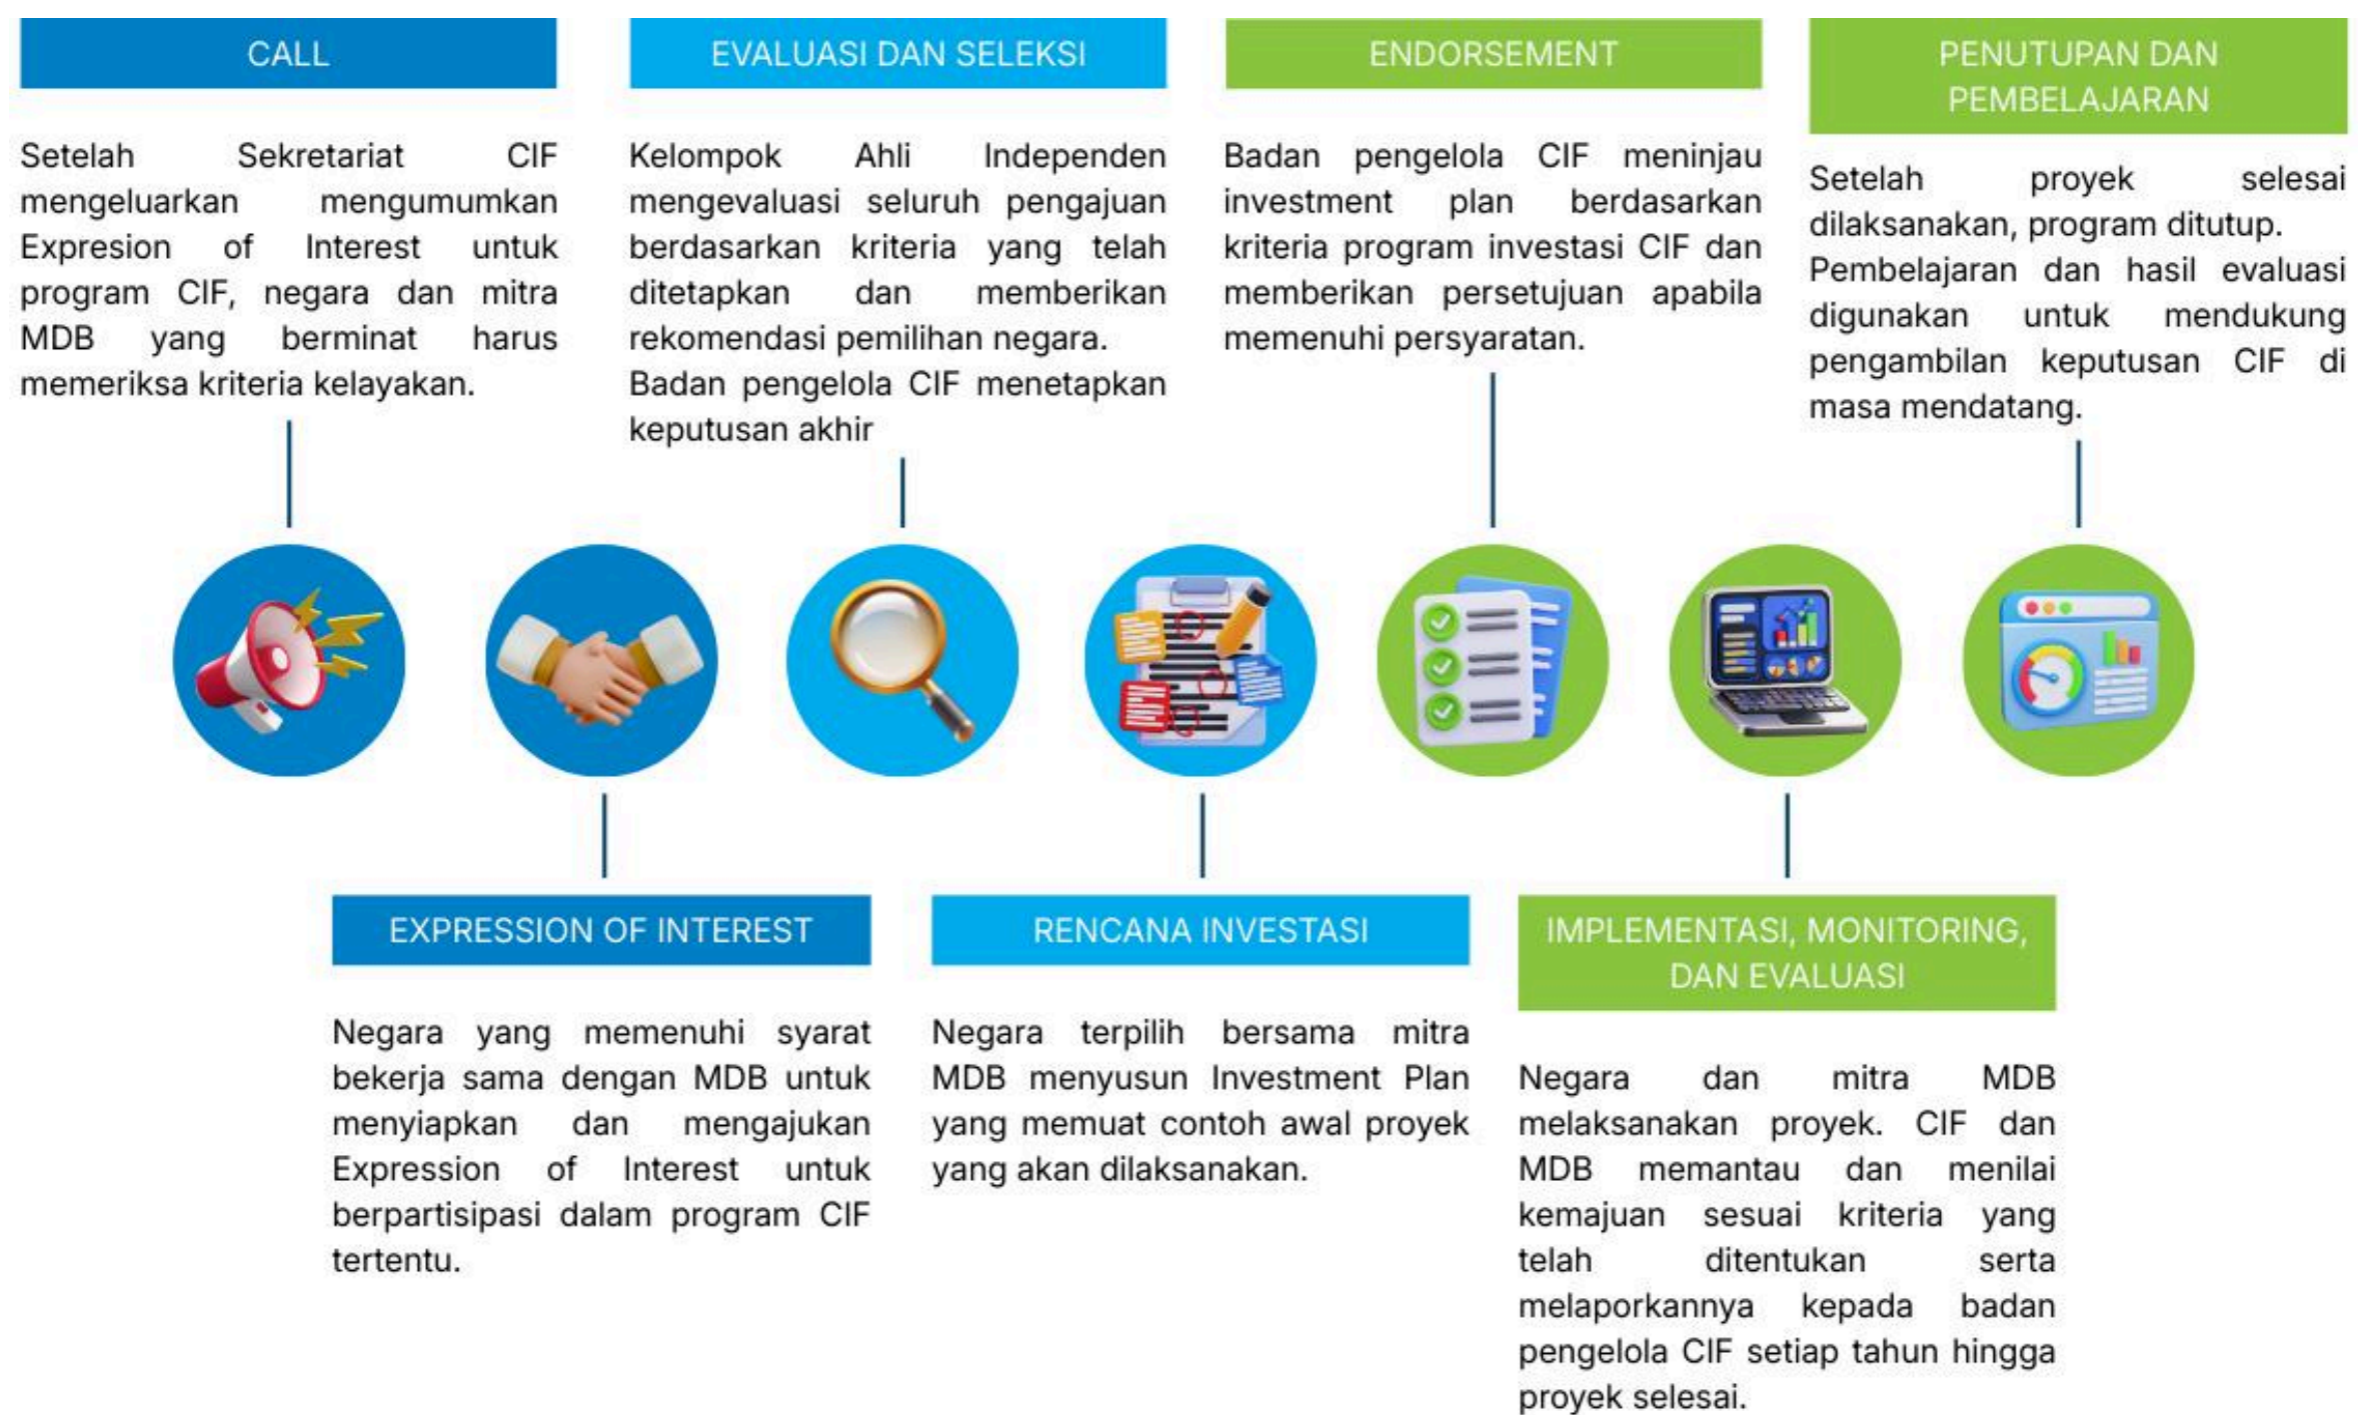 CALL
Setelah Sekretariat CIF
mengeluarkan mengumumkan
Expresion of Interest untuk
program CIF, negara dan mitra
MDB yang berminat harus
memeriksa kriteria kelayakan.
EVALUASI DAN SELEKSI
Kelompok Ahli Independen
mengevaluasi seluruh pengajuan
berdasarkan kriteria yang telah
ditetapkan dan memberikan
rekomendasi pemilihan negara.
Badan pengelola CIF menetapkan
keputusan akhir
ENDORSEMENT
Badan pengelola CIF meninjau
investment plan berdasarkan
kriteria program investasi CIF dan
memberikan persetujuan apabila
memenuhi persyaratan.
PENUTUPAN DAN
PEMBELAJARAN
Setelah proyek selesai
dilaksanakan, program ditutup.
Pembelajaran dan hasil evaluasi
digunakan untuk mendukung
pengambilan keputusan CIF di
masa mendatang.
EXPRESSION OF INTEREST
Negara yang memenuhi syarat
bekerja sama dengan MDB untuk
menyiapkan dan mengajukan
Expression of Interest untuk
berpartisipasi dalam program CIF
tertentu.
RENCANA INVESTASI
Negara terpilih bersama mitra
MDB menyusun Investment Plan
yang memuat contoh awal proyek
yang akan dilaksanakan.
IMPLEMENTASI, MONITORING,
DAN EVALUASI
Negara dan mitra MDB
melaksanakan proyek. CIF dan
MDB memantau dan menilai
kemajuan sesuai kriteria yang
telah ditentukan serta
melaporkannya kepada badan
pengelola CIF setiap tahun hingga
proyek selesai.